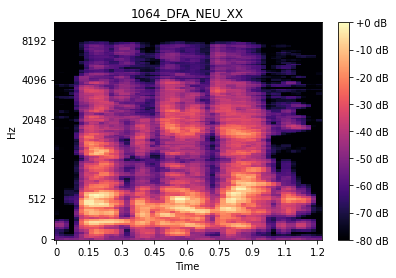 1064_DFA_NEU_XX
+0 dB
8192
-10 dB
4096
-20 dB
-30 dB
2048
Hz
-40 dB
1024
-50 dB
512
-60 dB
-70 dB
0
-80 dB
0 0.15 0.3 0.45 0.6 0.75 0.9 1.1 1.2
Time